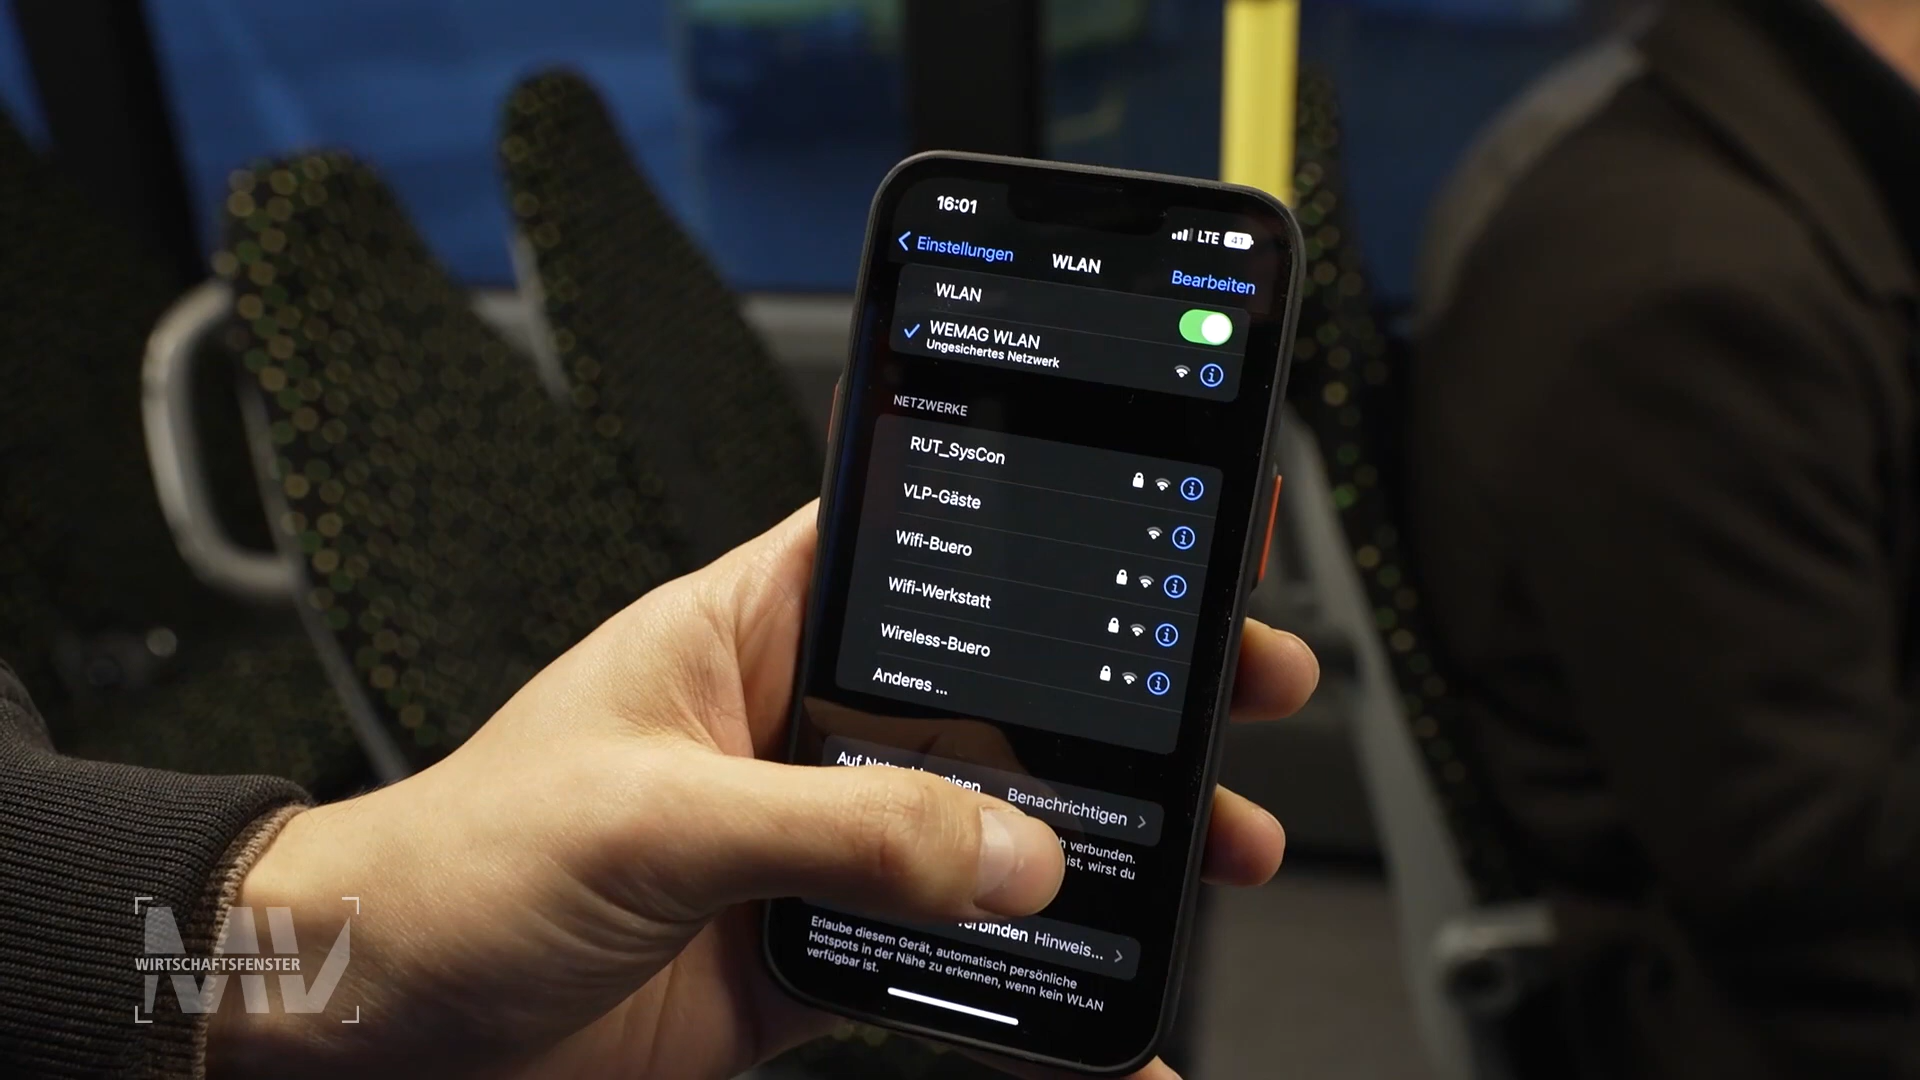 16:01
LTE 41
Einstellungen
WLAN
Bearbeiten
WLAN
WEMAG WLAN
Ungesichertes Netzwerk
NETZWERKE
RUT_SysCon
VLP-Gäste
Wifi-Buero
Wifi-Werkstatt
Wireless-Buero
Anderes ...
Auf
Benachrichtigen
verbunden.
ist, wirst du
Hinweis...
Erlaube diesem Gerät, automatisch persönliche
Hotspots in der Nähe zu erkennen, wenn kein WLAN
verfügbar ist.
MV
WIRTSCHAFTSFENSTER